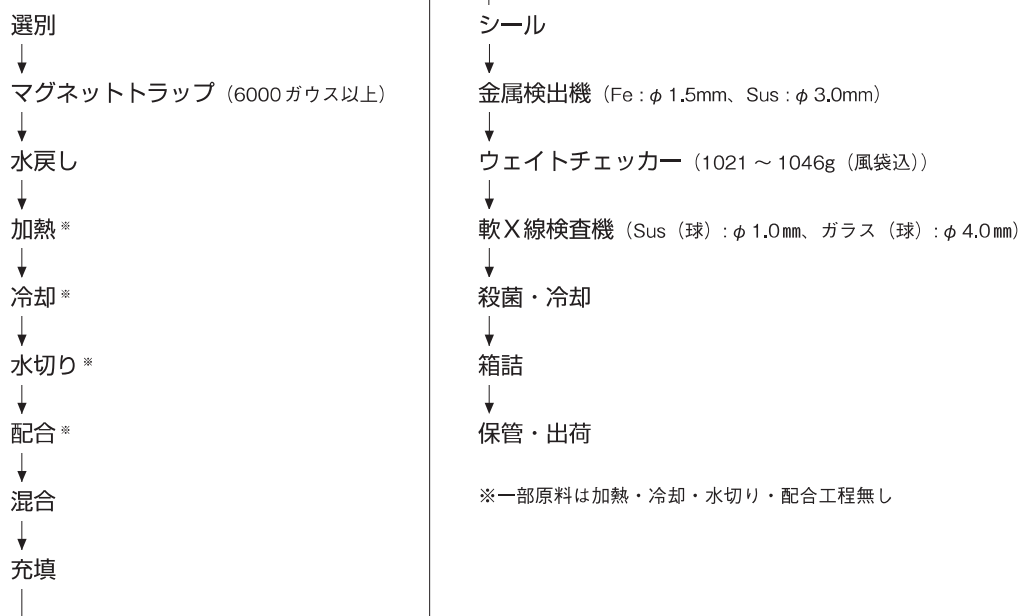 選別
マグネットトラップ（6000ガウス以上）
水戻し
加熱※
冷却※
水切り※
配合※
混合
充填
シール
金属検出機（Fe : φ 1.5mm、Sus : φ 3.0mm）
ウェイトチェッカー（1021 ～ 1046g（風袋込））
軟X線検査機（Sus（球）: φ 1.0㎜、ガラス（球）: φ 4.0㎜）
殺菌・冷却
箱詰
保管・出荷
※一部原料は加熱・冷却・水切り・配合工程無し